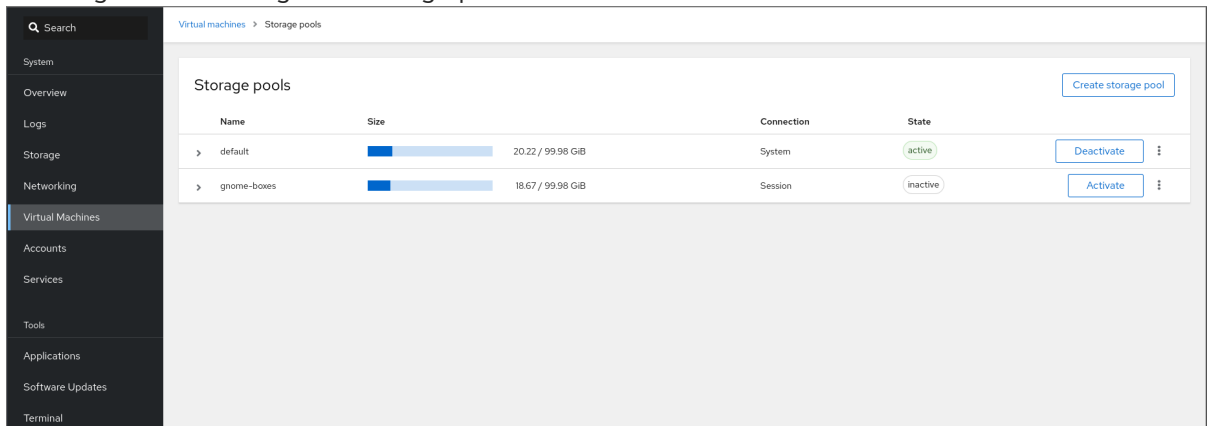 Search
Virtual machines > Storage pools
System
Overview
Logs
Storage
Networking
Virtual Machines
Accounts
Services
Tools
Applications
Software Updates
Terminal
Storage pools
Create storage pool
Name Size Connection State
default 20.22 / 99.98 GiB System active Deactivate
gnome-boxes 18.67 / 99.98 GiB Session inactive Activate